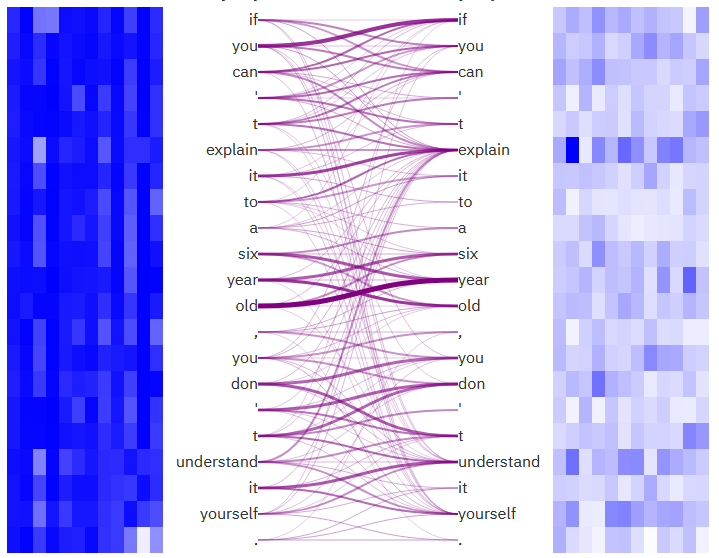 if if
you you
can can
' '
t t
explain explain
it it
to to
a a
six six
year year
old old
, ,
you you
don don
' '
t t
understand understand
it it
yourself yourself
. .